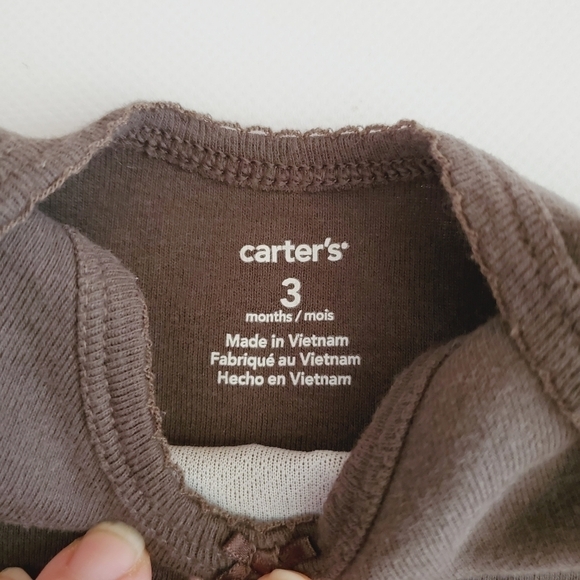 carter's
3
months / mois
Made in Vietnam
Fabriqué au Vietnam
Hecho en Vietnam